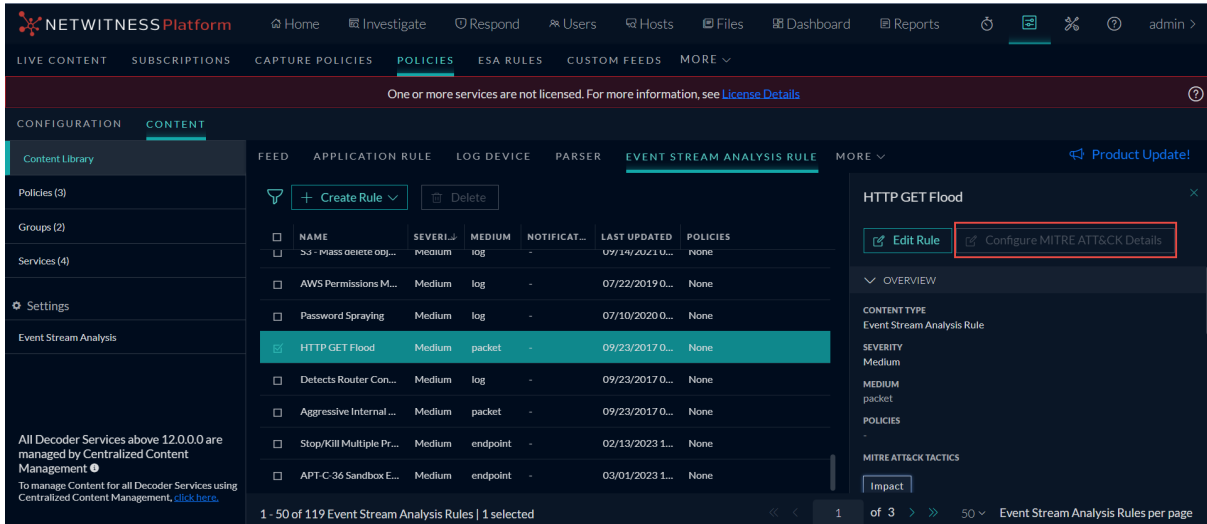 NETWITNESS Platform
Home
Investigate
Respond
Users
Hosts
Files
Dashboard
Reports
admin >
LIVE CONTENT
SUBSCRIPTIONS
CAPTURE POLICIES
POLICIES
ESA RULES
CUSTOM FEEDS
MORE
One or more services are not licensed. For more information, see License Details
CONFIGURATION
CONTENT
Content Library
Policies (3)
Groups (2)
Services (4)
Settings
Event Stream Analysis
All Decoder Services above 12.0.0.0 are
managed by Centralized Content
Management
To manage Content for all Decoder Services using
Centralized Content Management, click here.
FEED
APPLICATION RULE
LOG DEVICE
PARSER
EVENT STREAM ANALYSIS RULE
MORE
Product Update!
+ Create Rule
Delete
NAME SEVERI... MEDIUM NOTIFICAT... LAST UPDATED POLICIES
S3 - Mass delete obj... Medium log - 09/14/2021 0... None
AWS Permissions M... Medium log - 07/22/2019 0... None
Password Spraying Medium log - 07/10/2020 0... None
HTTP GET Flood Medium packet - 09/23/2017 0... None
Detects Router Con... Medium log - 09/23/2017 0... None
Aggressive Internal ... Medium packet - 09/23/2017 0... None
Stop/Kill Multiple Pr... Medium endpoint - 02/13/2023 1... None
APT-C-36 Sandbox E... Medium endpoint - 03/01/2023 1... None
1 - 50 of 119 Event Stream Analysis Rules | 1 selected
<< < 1 of 3 > >> 50 Event Stream Analysis Rules per page
HTTP GET Flood
Edit Rule
Configure MITRE ATT&CK Details
OVERVIEW
CONTENT TYPE
Event Stream Analysis Rule
SEVERITY
Medium
MEDIUM
packet
POLICIES
-
MITRE ATT&CK TACTICS
Impact